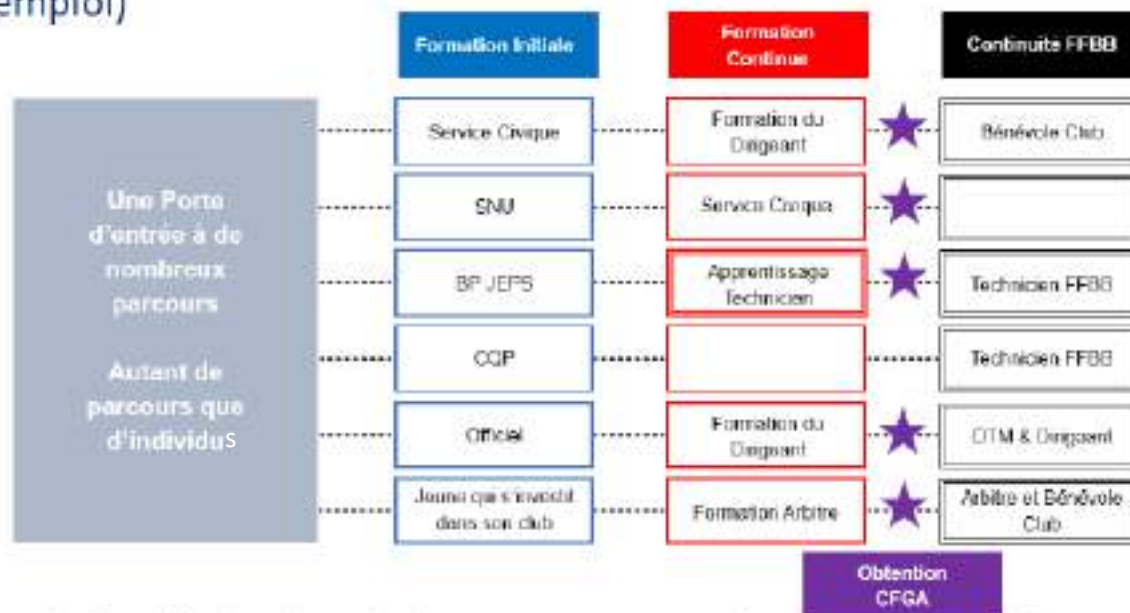 emploi)
Formation Initiale
Formation
Continue
Continuité FFBB
Une Porte
d'entrée à de
nombreux
parcours
Autant de
parcours que
d'individus
Service Civique
Formation du
Dirigeant
Bénévole Club
SNU
Service Civique
BP JEPS
Apprentissage
Technicien
Technicien FFBB
CQP
Technicien FFBB
Officiel
Formation du
Dirigeant
OTM & Dirigeant
Jeune qui s'investit
dans son club
Formation Arbitre
Arbitre et Bénévole
Club
Obtention
CFGA